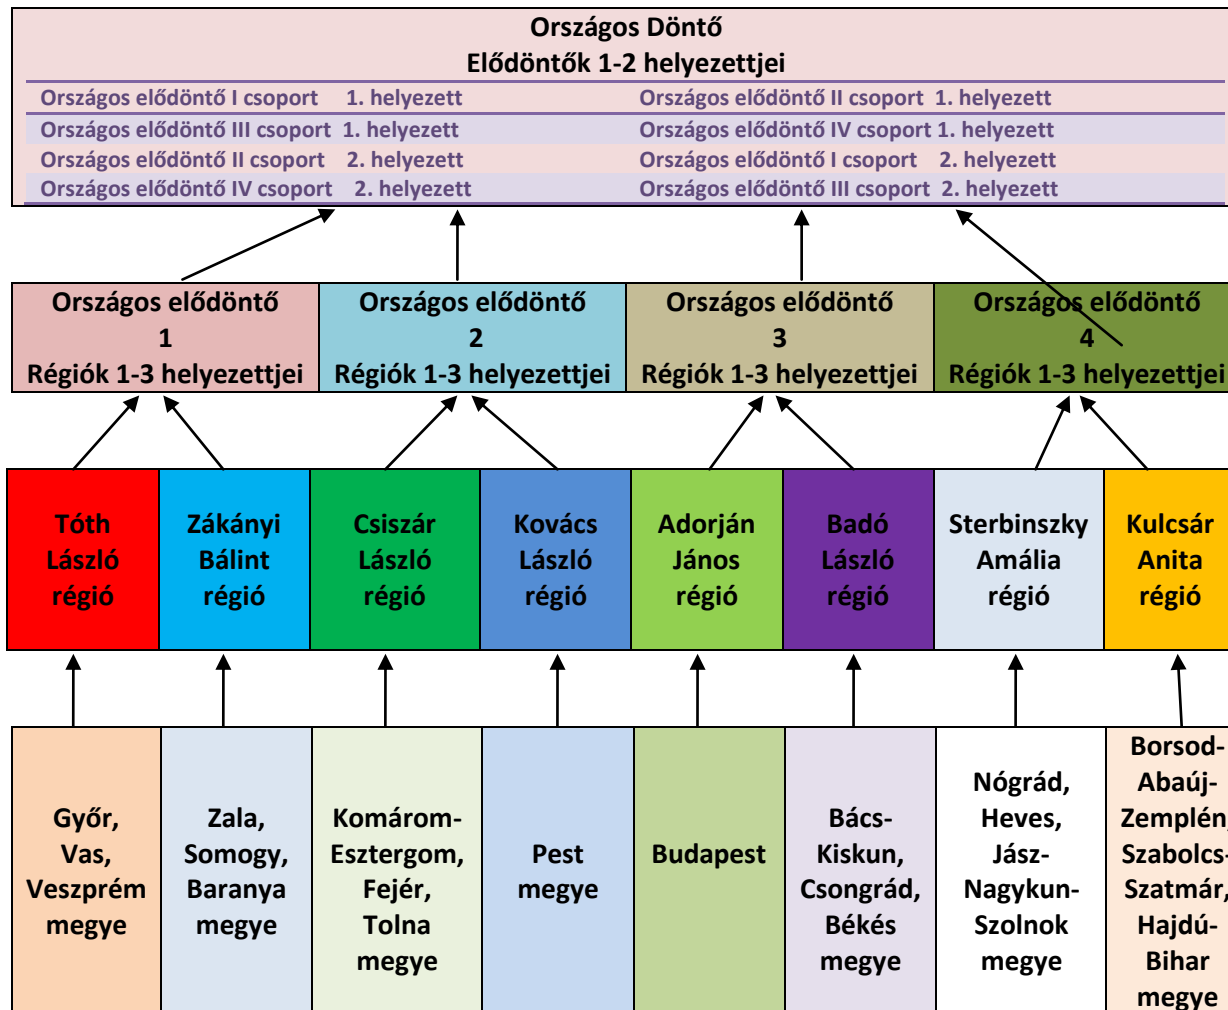 Országos Döntő
Elődöntők 1-2 helyezettjei
Országos elődöntő I csoport 1. helyezett
Országos elődöntő II csoport 1. helyezett
Országos elődöntő III csoport 1. helyezett
Országos elődöntő IV csoport 1. helyezett
Országos elődöntő II csoport 2. helyezett
Országos elődöntő I csoport 2. helyezett
Országos elődöntő IV csoport 2. helyezett
Országos elődöntő III csoport 2. helyezett
Országos elődöntő
1
Régiók 1-3 helyezettjei
Országos elődöntő
2
Régiók 1-3 helyezettjei
Országos elődöntő
3
Régiók 1-3 helyezettjei
Országos elődöntő
4
Régiók 1-3 helyezettjei
Tóth
László
régió
Zákányi
Bálint
régió
Csiszár
László
régió
Kovács
László
régió
Adorján
János
régió
Badó
László
régió
Sterbinszky
Amália
régió
Kulcsár
Anita
régió
Győr,
Vas,
Veszprém
megye
Zala,
Somogy,
Baranya
megye
Komárom-
Esztergom,
Fejér,
Tolna
megye
Pest
megye
Budapest
Bács-
Kiskun,
Csongrád,
Békés
megye
Nógrád,
Heves,
Jász-
Nagykun-
Szolnok
megye
Borsod-
Abaúj-
Zemplén,
Szabolcs-
Szatmár,
Hajdú-
Bihar
megye